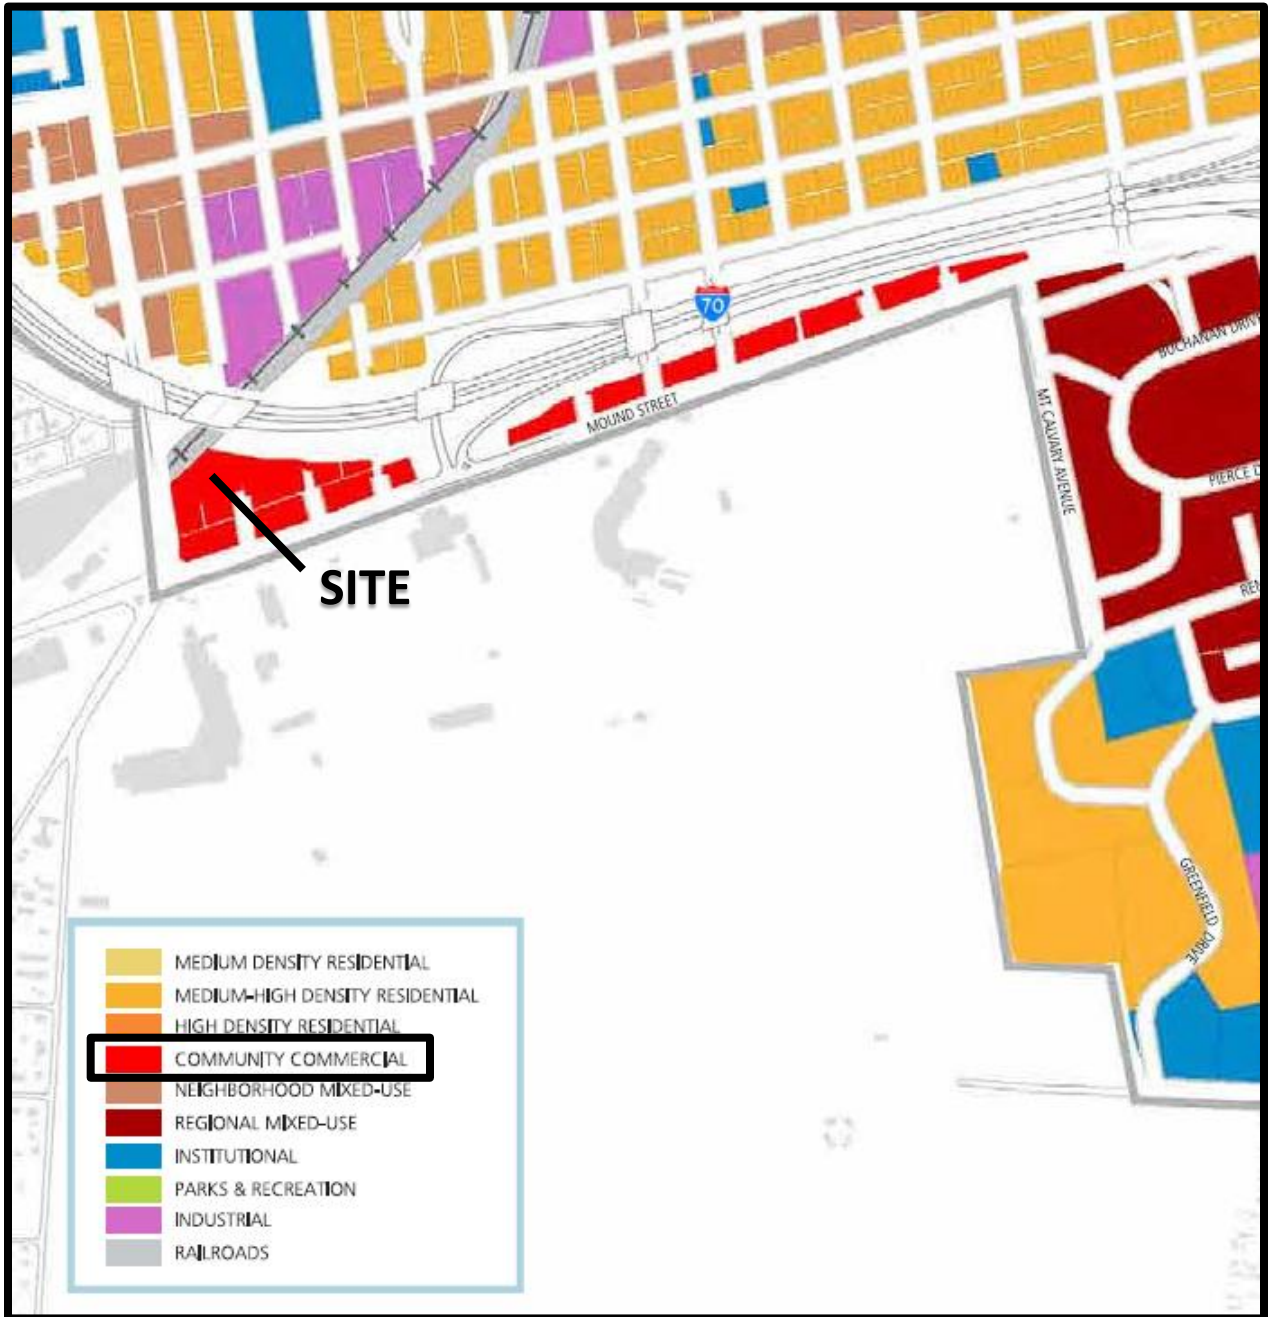 70
BUCHANAN DRIV
MOUND STREET
MT CALVARY AVENUE
PIERCE D
SITE
REN
GREENFIELD DRIVE
MEDIUM DENSITY RESIDENTIAL
MEDIUM-HIGH DENSITY RESIDENTIAL
HIGH DENSITY RESIDENTIAL
COMMUNITY COMMERCIAL
NEIGHBORHOOD MIXED-USE
REGIONAL MIXED-USE
INSTITUTIONAL
PARKS & RECREATION
INDUSTRIAL
RAILROADS